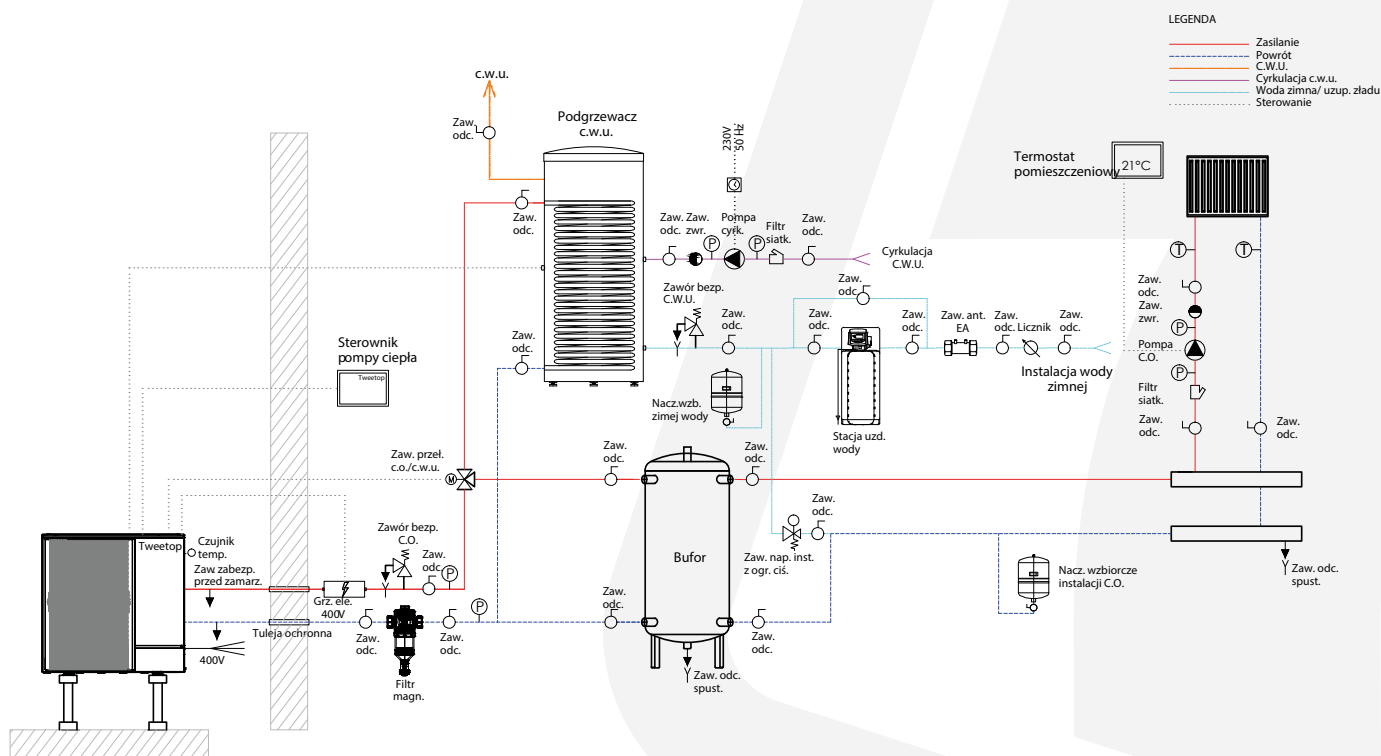 LEGENDA
Zasilanie
Powrót
C.W.U.
Cyrkulacja c.w.u.
Woda zimna/ uzup. zładu
Sterowanie
c.w.u.
Zaw.
odc.
Podgrzewacz
c.w.u.
230V
50 Hz
Termostat
pomieszczeniowy
21°C
Zaw.
odc.
Zaw.
odc.
Zaw.
zwr.
P
Pompa
cyrk.
P
Filtr
siatk.
Zaw.
odc.
Cyrkulacja
C.W.U.
T
T
Zawór bezp.
C.W.U.
Zaw.
odc.
Zaw.
odc.
Zaw.
odc.
Zaw.
odc.
Zaw. ant.
EA
Zaw.
odc.
Licznik
Zaw.
odc.
Instalacja wody
zimnej
Zaw.
odc.
Zaw.
zwr.
P
Pompa
C.O.
P
Filtr
siatk.
Zaw.
odc.
Zaw.
odc.
Sterownik
pompy ciepła
Tweetop
Zaw.
odc.
Nacz.wzb.
zimej wody
Stacja uzd.
wody
Zaw. przeł.
c.o./c.w.u.
M
Zaw.
odc.
Zaw.
odc.
Bufor
Zaw.
odc.
Zaw. nap. inst.
z ogr. ciś.
Nacz. wzbiorcze
instalacji C.O.
Zaw. odc.
spust.
Tweetop
Czujnik
temp.
Zaw zabezp.
przed zamarz.
Zawór bezp.
C.O.
Zaw.
odc.
P
Grz. ele.
400V
Tuleja ochronna
400V
Zaw.
odc.
Filtr
magn.
Zaw.
odc.
P
Zaw.
odc.
Zaw.
odc.
Zaw. odc.
spust.